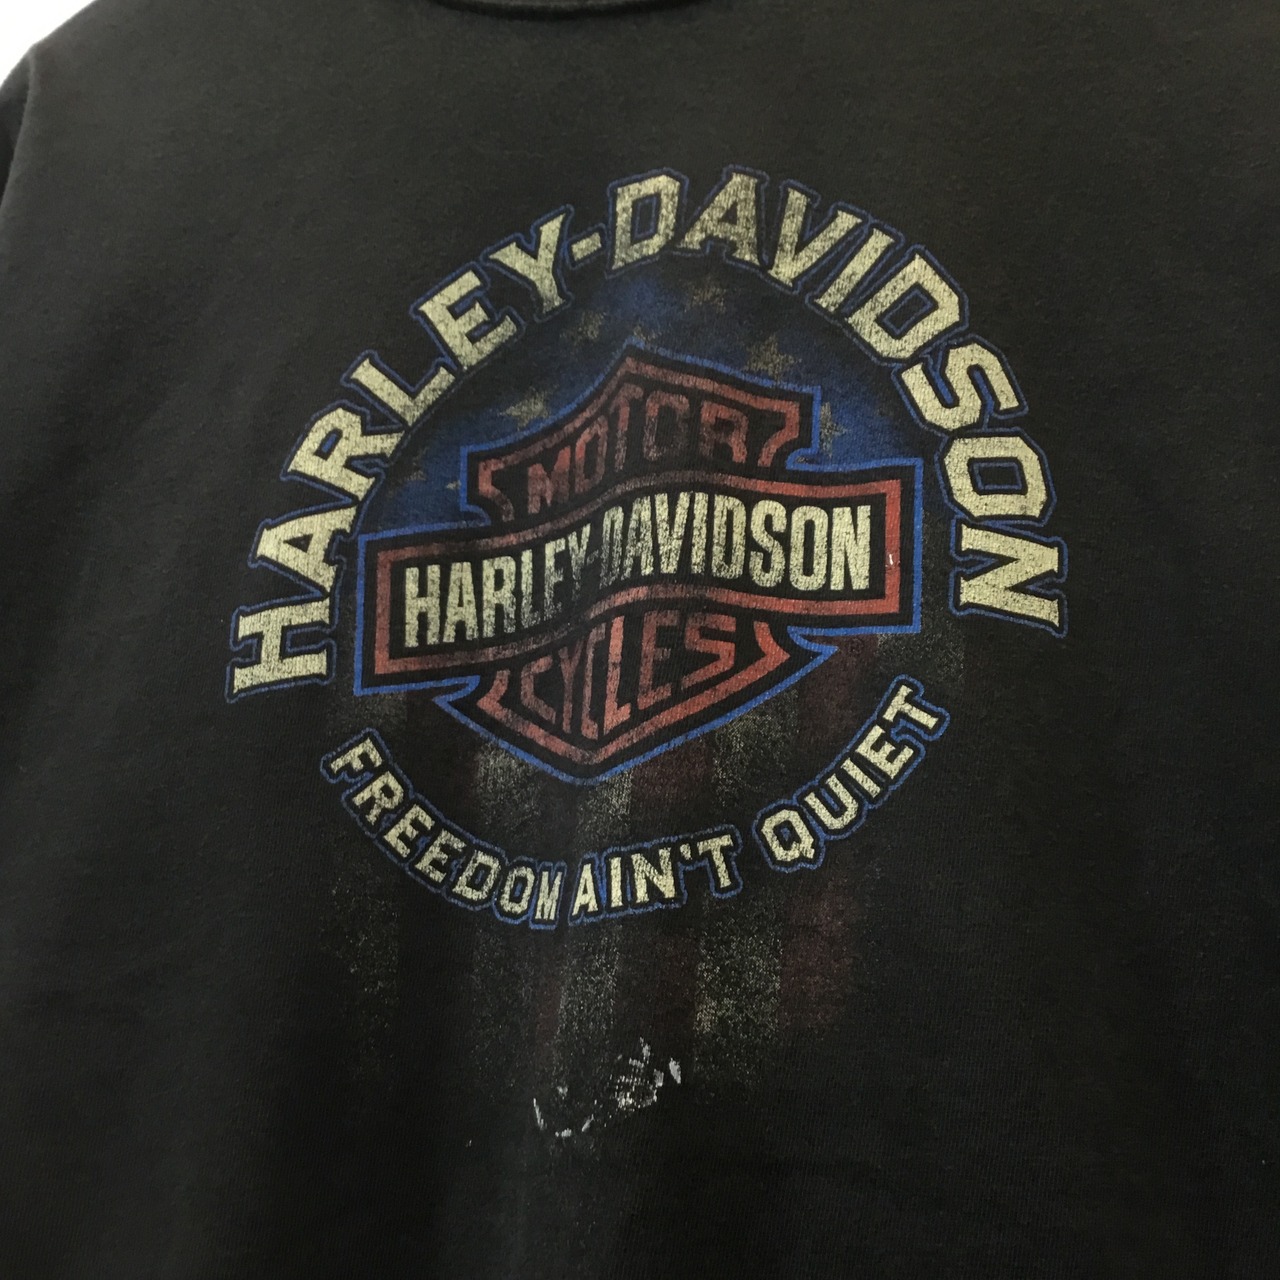 HARLEY-DAVIDSON
MOTOR
HARLEY-DAVIDSON
CYCLES
FREEDOM AIN'T QUIET